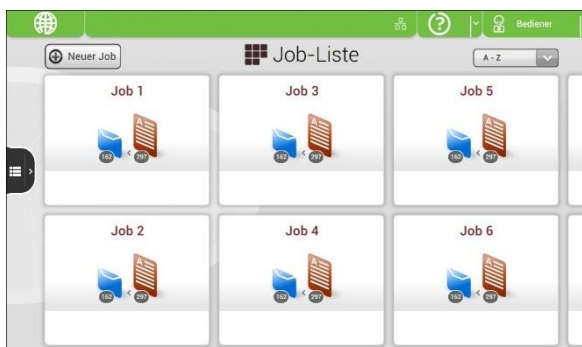 Bediener
Neuer Job
Job-Liste
A - Z
Job 1
Job 3
Job 5
A
162 < 297
A
162 < 297
A
162 < 297
Job 2
Job 4
Job 6
A
162 < 297
A
162 < 297
A
162 < 297